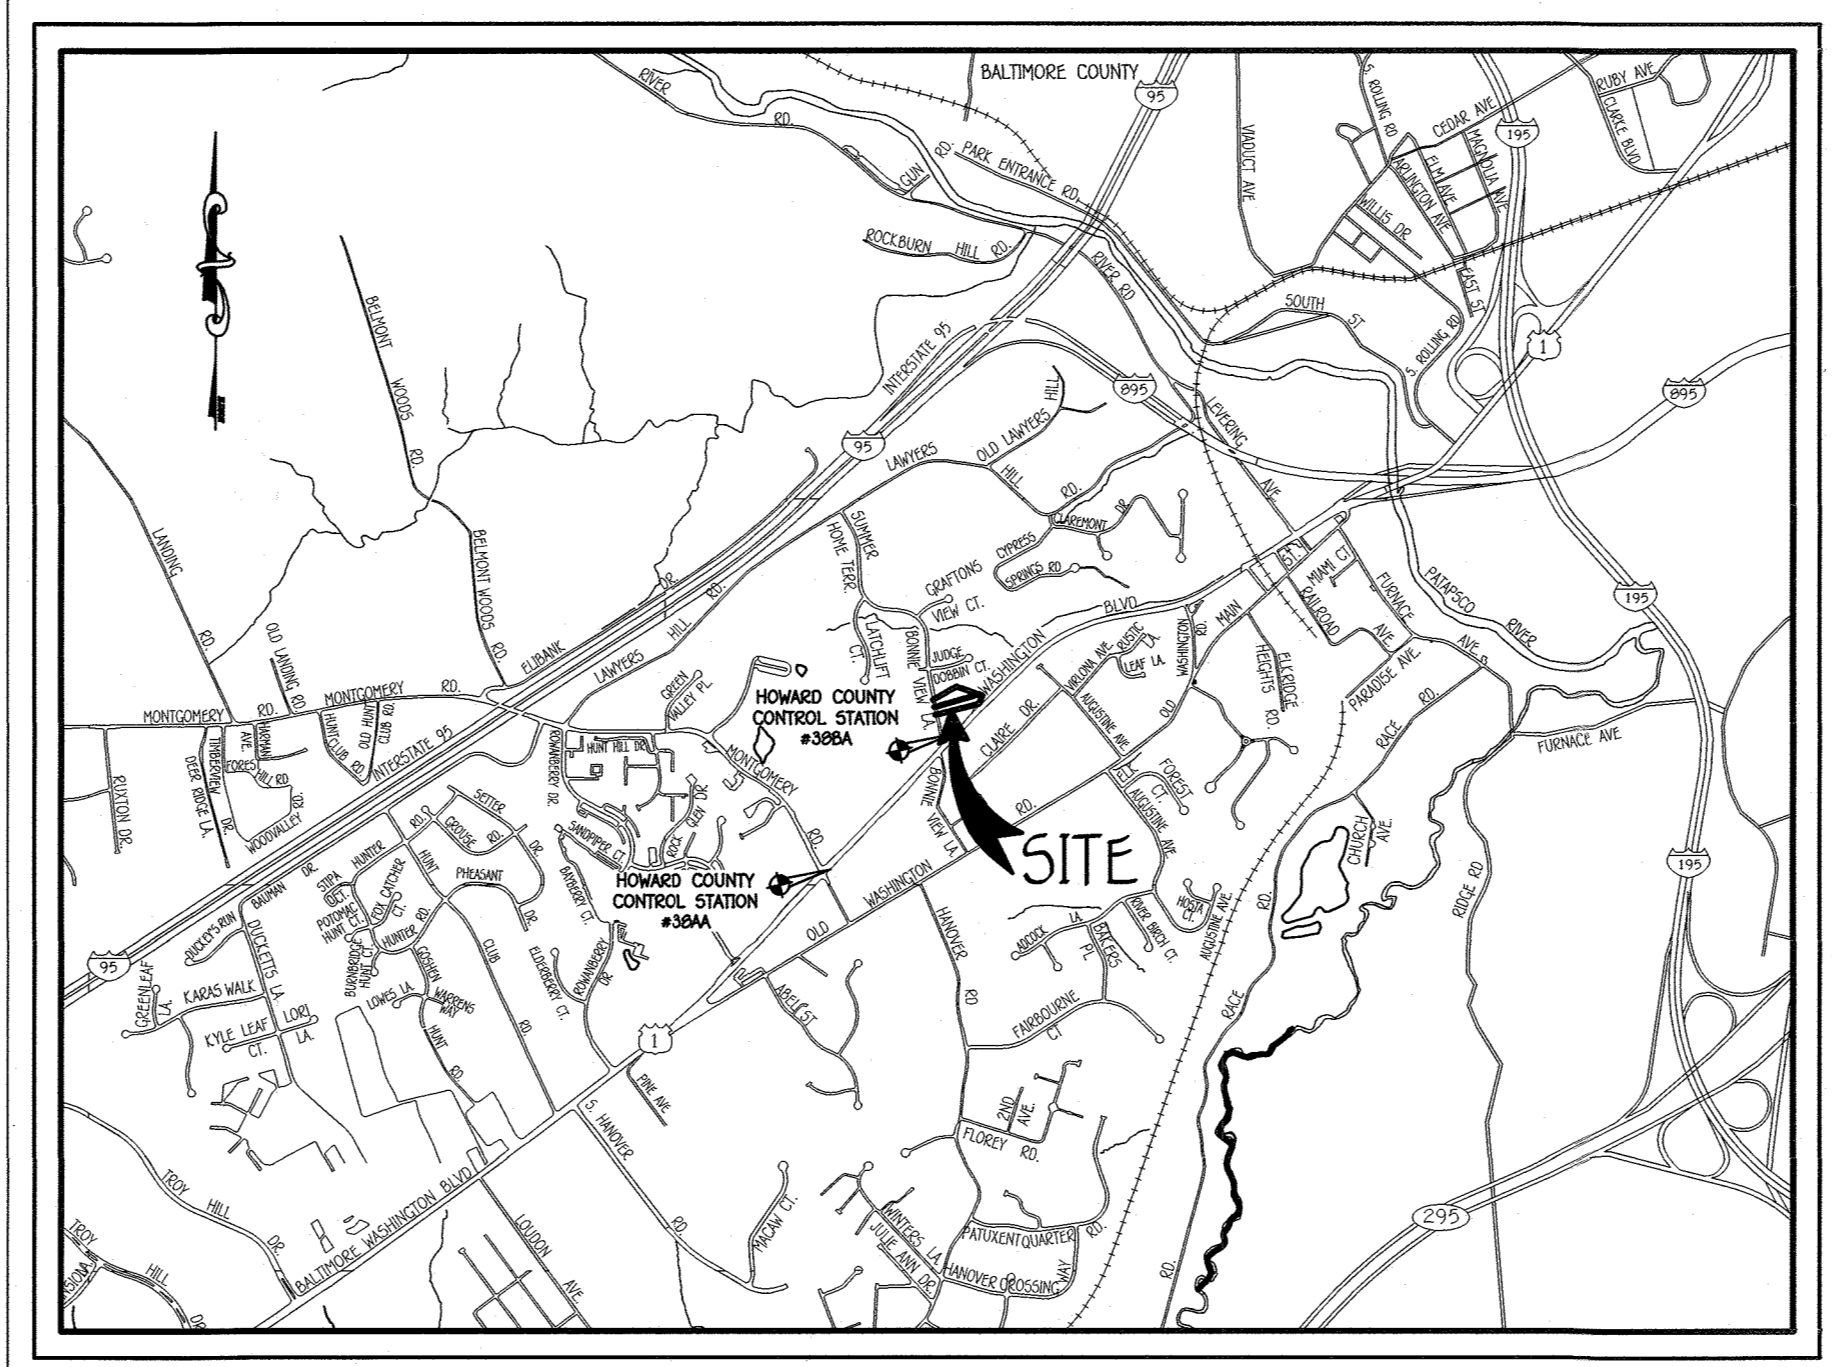 BALTIMORE COUNTY
95
RIVER
RD.
GUN
RD.
PARK ENTRANCE RD.
ROCKBURN HILL RD.
RIVER RD
VIADUCT AVE
S. ROLLING RD
CEDAR AVE
195
RUBY AVE
CLARKE BLVD
MAGNOLIA AVE
ELM AVE
ARLINGTON AVE
WILLIS DR.
EAST ST
SOUTH
ST
S. ROLLING RD
1
895
895
BELMONT
WOODS
RD.
INTERSTATE 95
95
LAWYERS
OLD LAWYERS HILL
HILL
RD.
LEVERING
AVE.
LANDING
RD.
BELMONT WOODS
RD.
OLD LANDING
RD.
ELIBANK
DR.
LAWYERS
HILL
RD.
SUMMER
HOME TERR.
CLAREMONT
DR
CYPRESS
SPRINGS RD
GRAFTONS
VIEW CT.
LATCHLIFT
CT.
BONNIE
VIEW LA.
JUDGE
DOBBIN CT.
WASHINGTON
BLVD.
ST.
MIAMI CT
RAILROAD
AVE.
FURNACE
AVE.
PATAPSCO
RIVER
195
MAIN
WASHINGTON
RD.
OLD
VIRLONA AVE.
RUSTIC
LA.
LEAF LA.
ELKRIDGE
HEIGHTS
RD.
PARADISE AVE.
RACE
RD.
FURNACE AVE
MONTGOMERY
RD.
MONTGOMERY
RD.
HARMAN
AVE.
HUNT
CLUB
RD.
OLD HUNT
CLUB RD.
INTERSTATE 95
RUXTON DR.
DEER RIDGE LA.
TIMBERVIEW
DR.
HILL RD
WOODVALLEY
RD.
GREEN
VALLEY PL.
HOWARD COUNTY
CONTROL STATION
#38BA
ROWANBERRY DR.
HUNT HILL DR.
MONTGOMERY
RD.
CLAIRE DR.
AUGUSTINE AVE.
BONNIE
VIEW LA.
RD.
SITE
FOREST
CT.
AUGUSTINE
AVE
CHURCH
AVE.
RIDGE RD
195
SETTER
DR.
GROUSE
RD.
RD.
HUNTER
HUNT
PHEASANT
DR.
SANDPIPER CT.
ROCK
GLEN DR.
BAYBERRY CT.
HOWARD COUNTY
CONTROL STATION
#38AA
OLD
WASHINGTON
HANOVER
RD
LA.
ADCOCK
BAKERS
PL
RIVER BIRCH CT.
HOSTA
CT.
AUGUSTINE AVE.
RD.
RACE
BAUMAN
DR.
STIPA
CT.
POTOMAC
HUNT CT.
FOX CATCHER
CT.
HUNTER
RD.
DUCKEY'S RUN
DUCKETTS LA.
95
GREENLEAF
LA.
KARAS WALK
KYLE LEAF
CT.
LORI
LA.
BURNBRIDGE
HUNT CT.
LOWES LA.
GOSHEN
WARRENS
WAY
HUNT
RD.
CLUB
RD.
ELDERBERRY CT.
ROWANBERRY
DR.
1
ABEL ST
FAIRBOURNE
CT
PINE AVE
S. HANOVER
RD.
2ND
AVE.
FLOREY RD.
TROY
HILL
DR.
BALTIMORE WASHINGTON BLVD.
LOUDON
AVE.
MACAW CT.
WINTERS LA.
JULIE ANN DR.
PATUXENT QUARTER
RD.
HANOVER CROSSING
WAY
RD.
295
TROY
HILL
DR.